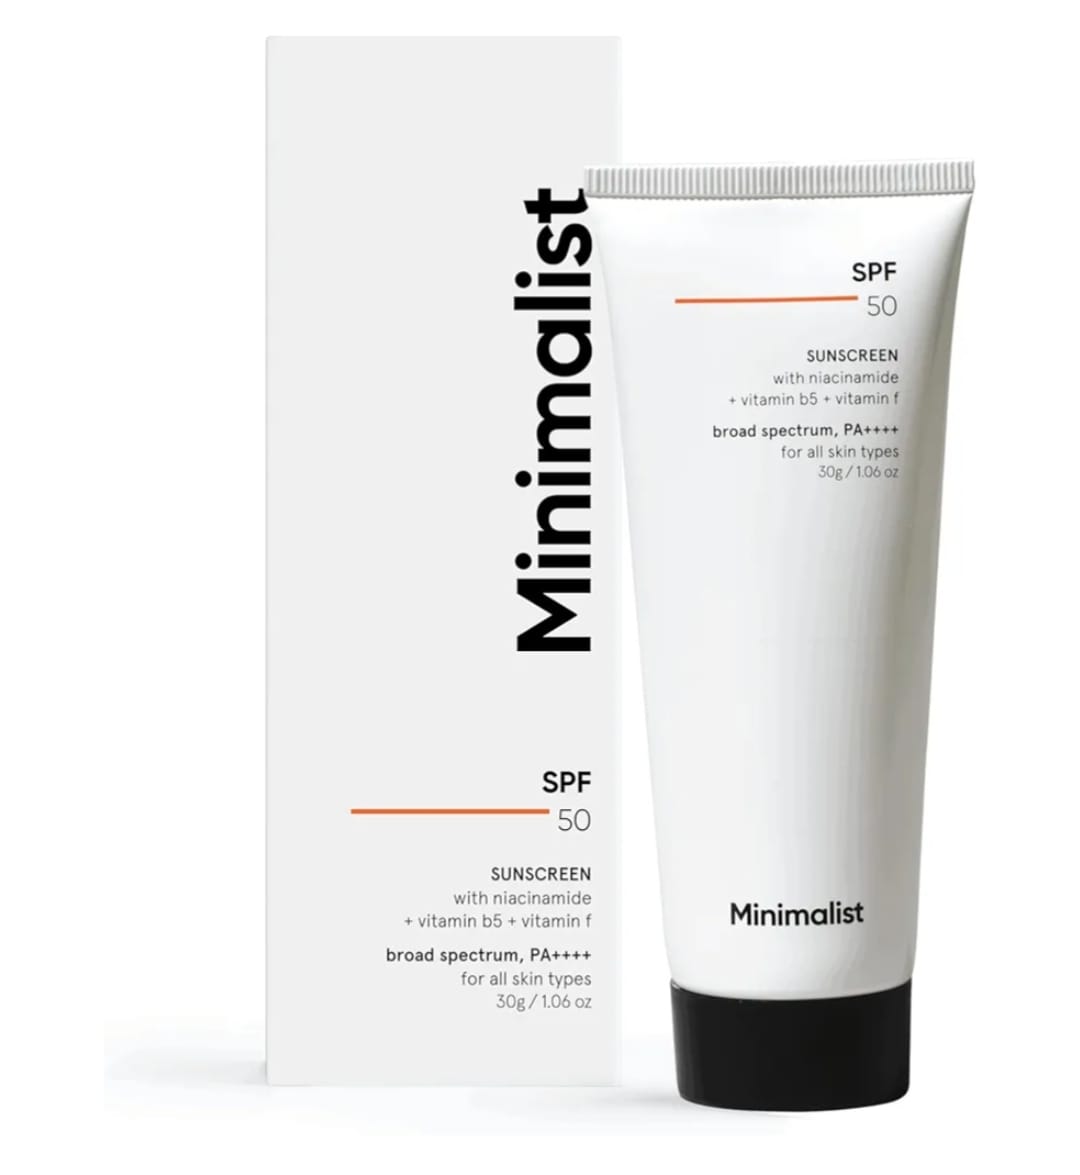 Minimalist
SPF
50
SUNSCREEN
with niacinamide
+ vitamin b5 + vitamin f
broad spectrum, PA++++
for all skin types
30g / 1.06 oz
SPF
50
SUNSCREEN
with niacinamide
+ vitamin b5 + vitamin f
broad spectrum, PA++++
for all skin types
30g / 1.06 oz
Minimalist